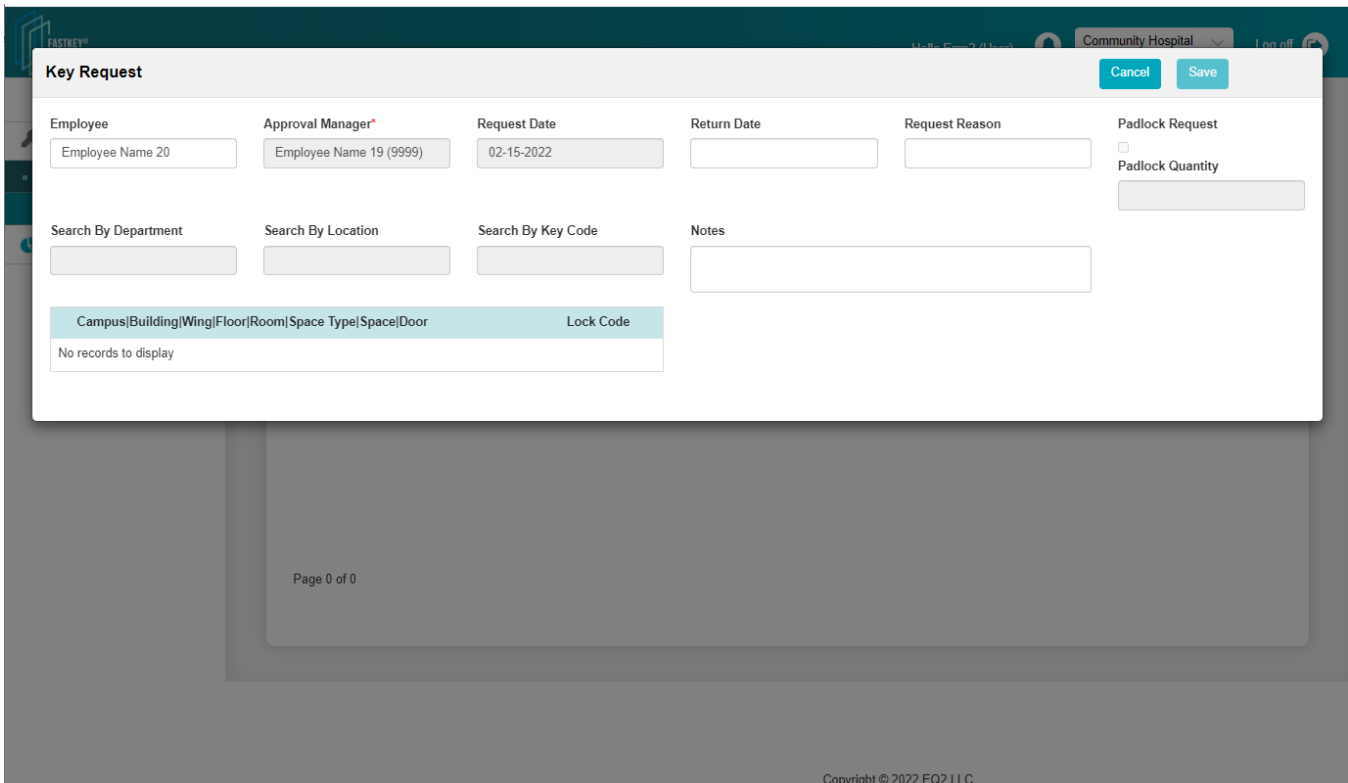 FASTKEY®
Hello Emp2 (User)
Community Hospital
Log off
Key Request
Cancel
Save
Employee
Approval Manager*
Request Date
Return Date
Request Reason
Padlock Request
Employee Name 20
Employee Name 19 (9999)
02-15-2022
Padlock Quantity
Search By Department
Search By Location
Search By Key Code
Notes
Campus|Building|Wing|Floor|Room|Space Type|Space|Door
Lock Code
No records to display
Page 0 of 0
Copyright © 2022 EQ2 LLC